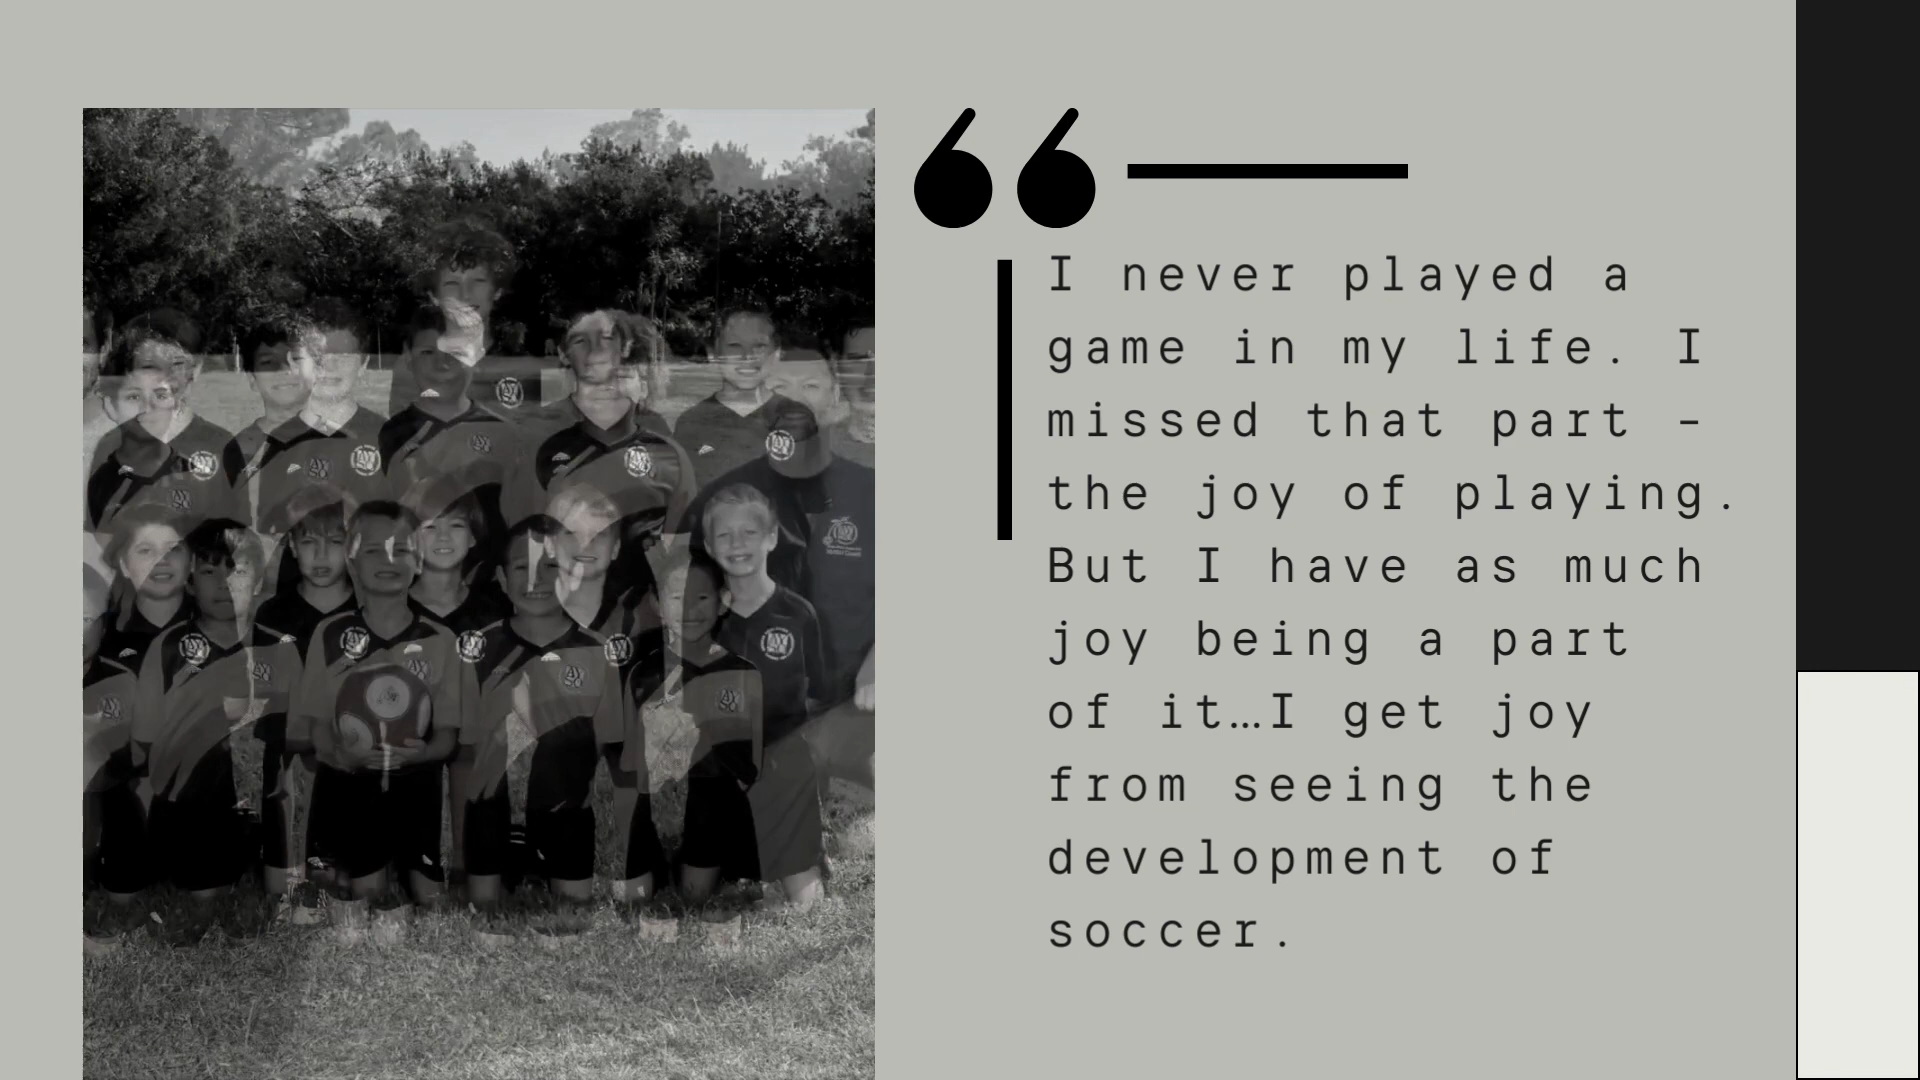 I never played a
game in my life. I
missed that part -
the joy of playing.
But I have as much
joy being a part
of it…I get joy
from seeing the
development of
soccer.